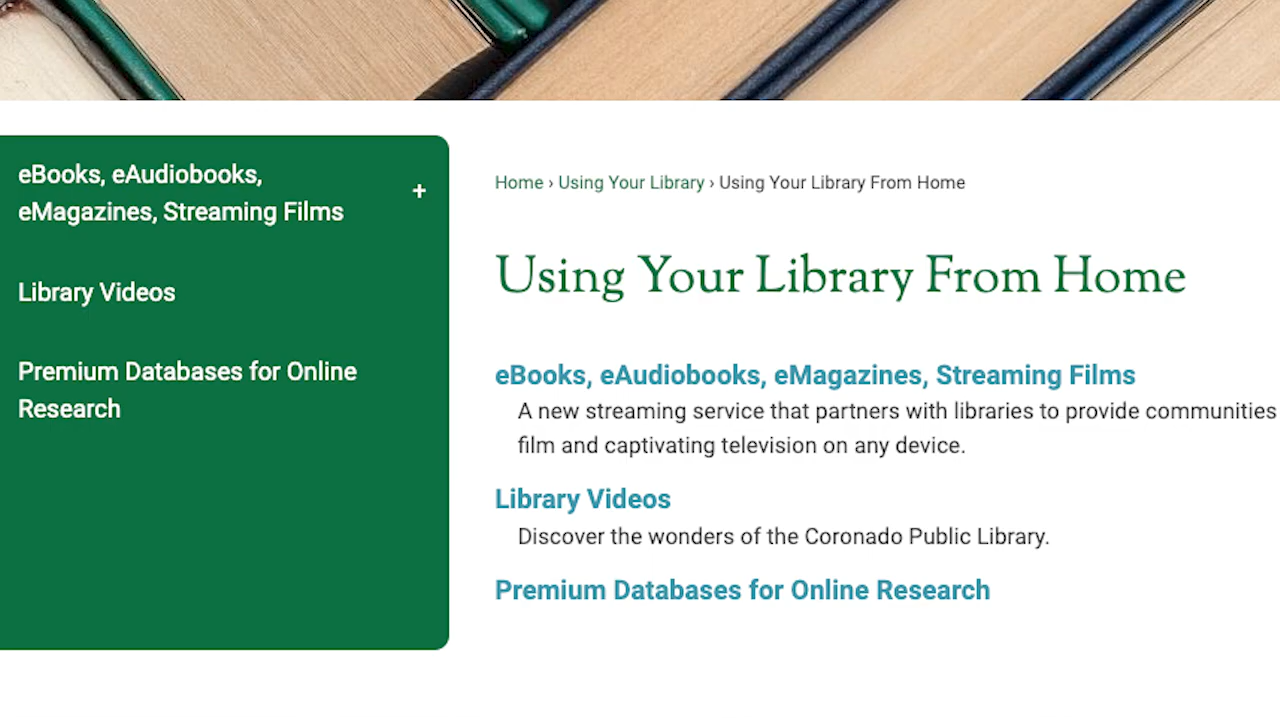 eBooks, eAudiobooks,
eMagazines, Streaming Films
+
Library Videos
Premium Databases for Online
Research
Home › Using Your Library › Using Your Library From Home
Using Your Library From Home
eBooks, eAudiobooks, eMagazines, Streaming Films
A new streaming service that partners with libraries to provide communities
film and captivating television on any device.
Library Videos
Discover the wonders of the Coronado Public Library.
Premium Databases for Online Research